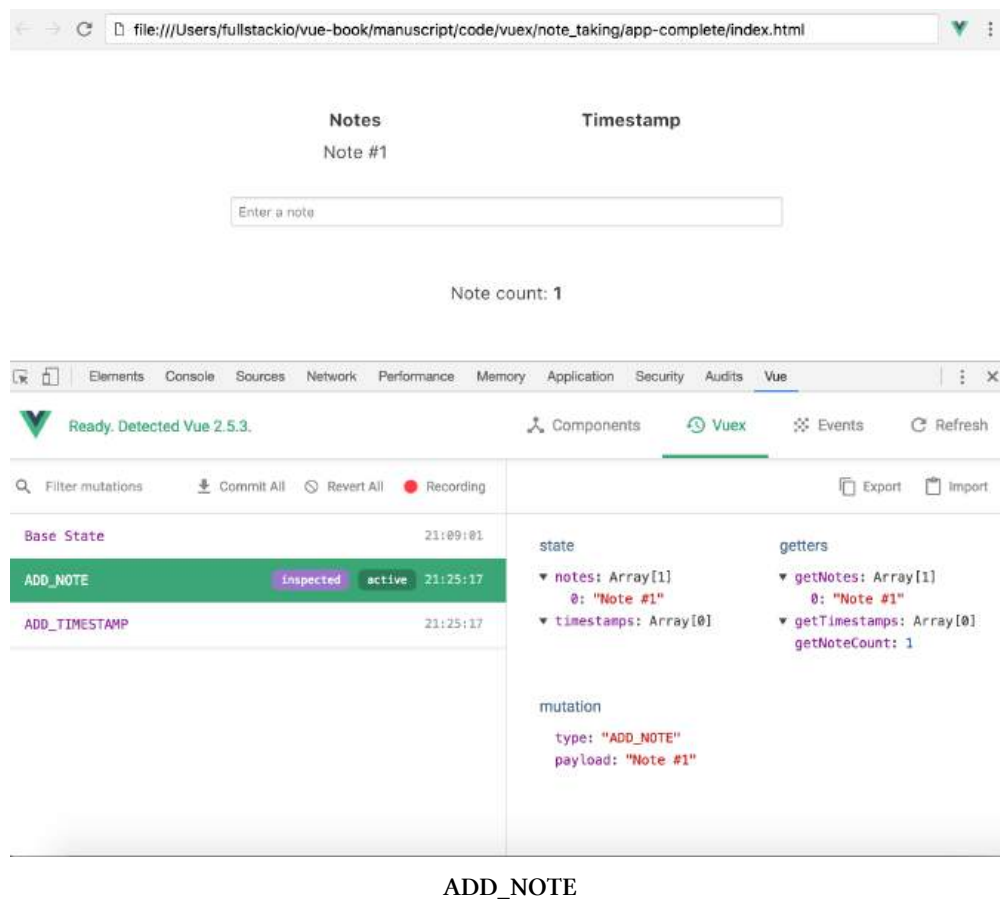 file:///Users/fullstackio/vue-book/manuscript/code/vuex/note_taking/app-complete/index.html
Notes Timestamp
Note #1
Enter a note
Note count: 1
Elements Console Sources Network Performance Memory Application Security Audits Vue
Ready. Detected Vue 2.5.3. Components Vuex Events Refresh
Filter mutations Commit All Revert All Recording Export Import
Base State 21:09:01
ADD_NOTE inspected active 21:25:17
ADD_TIMESTAMP 21:25:17
state
▼ notes: Array[1]
0: "Note #1"
▼ timestamps: Array[0]
getters
▼ getNotes: Array[1]
0: "Note #1"
▼ getTimestamps: Array[0]
getNoteCount: 1
mutation
type: "ADD_NOTE"
payload: "Note #1"
ADD_NOTE